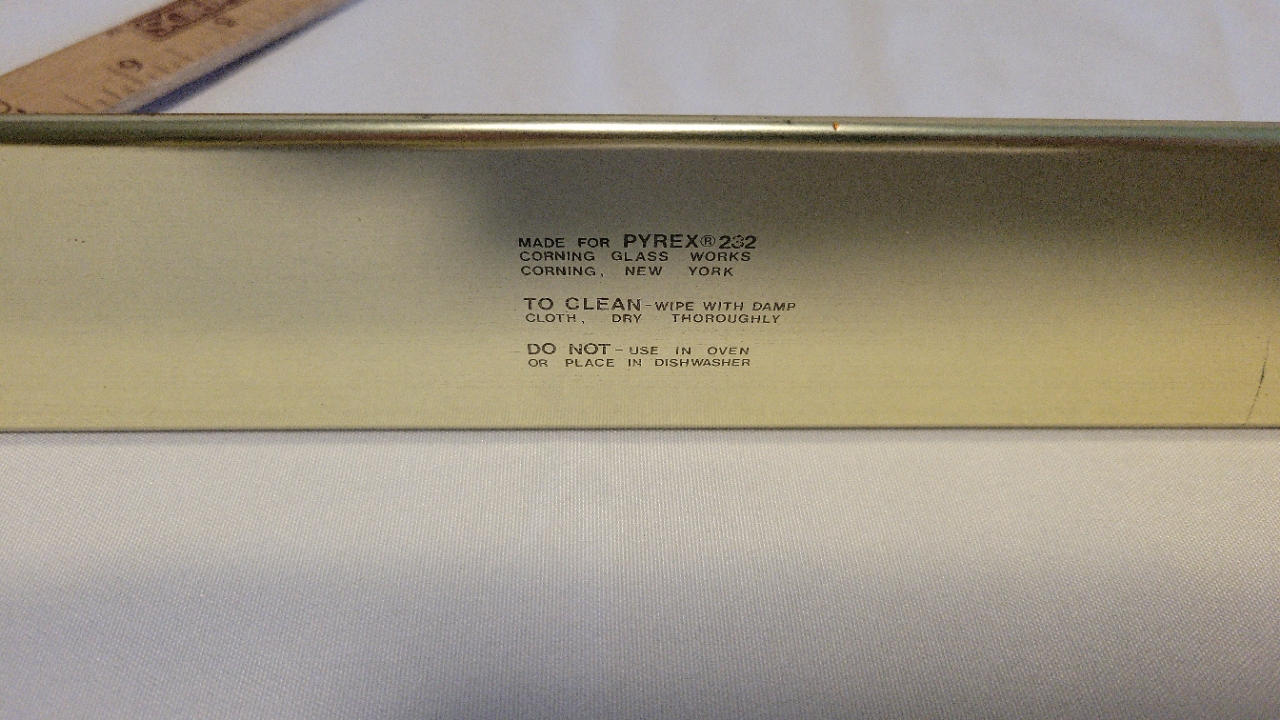 9
MADE FOR PYREX® 232
CORNING GLASS WORKS
CORNING, NEW YORK
TO CLEAN - WIPE WITH DAMP
CLOTH, DRY THOROUGHLY
DO NOT - USE IN OVEN
OR PLACE IN DISHWASHER